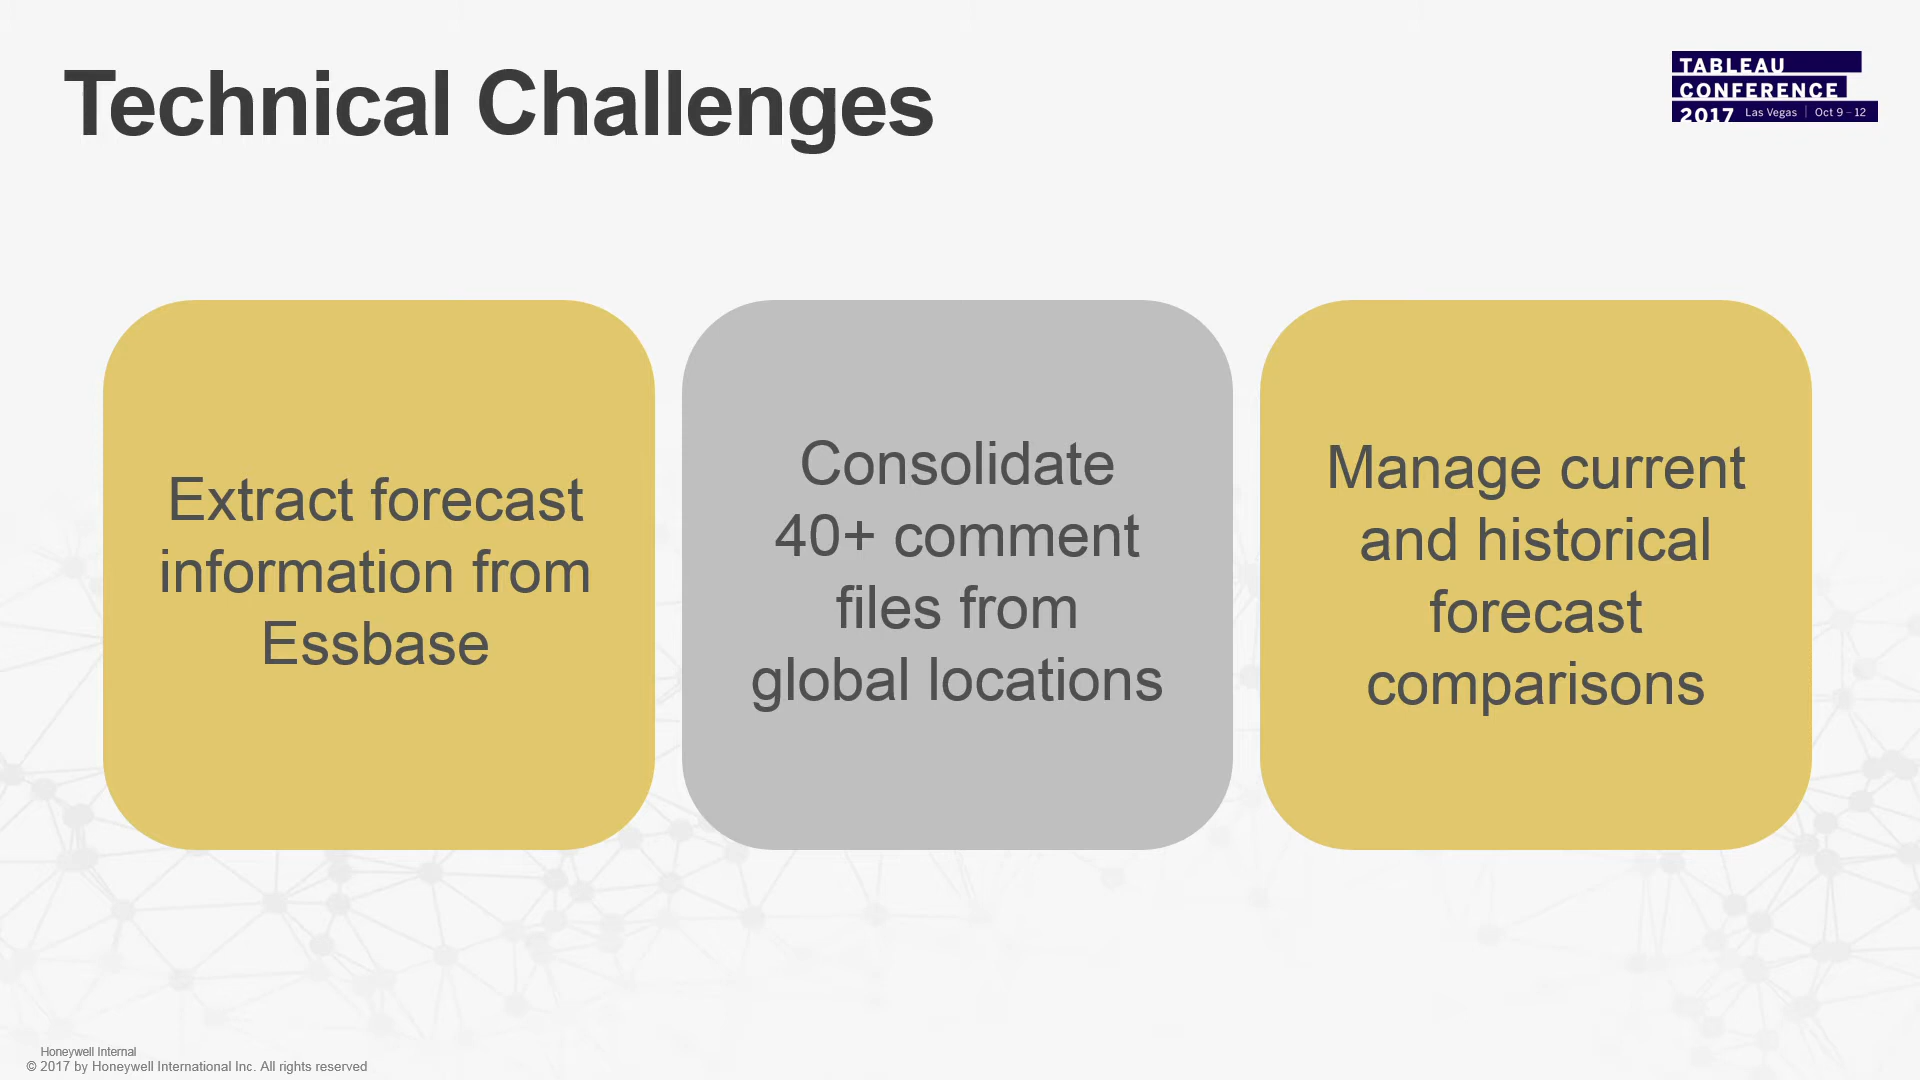 Technical Challenges
TABLEAU
CONFERENCE
2017 Las Vegas | Oct 9 – 12
Extract forecast
information from
Essbase
Consolidate
40+ comment
files from
global locations
Manage current
and historical
forecast
comparisons
Honeywell Internal
© 2017 by Honeywell International Inc. All rights reserved